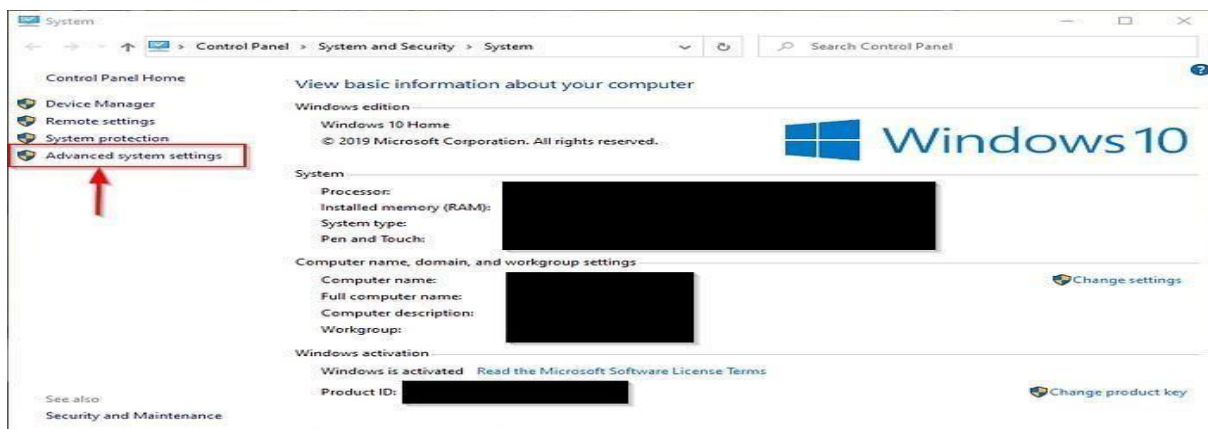 System
Control Panel > System and Security > System
Search Control Panel
Control Panel Home
Device Manager
Remote settings
System protection
Advanced system settings
See also
Security and Maintenance
View basic information about your computer
Windows edition
Windows 10 Home
© 2019 Microsoft Corporation. All rights reserved.
Windows 10
System
Processor:
Installed memory (RAM):
System type:
Pen and Touch:
Computer name, domain, and workgroup settings
Computer name:
Change settings
Full computer name:
Computer description:
Workgroup:
Windows activation
Windows is activated Read the Microsoft Software License Terms
Product ID:
Change product key